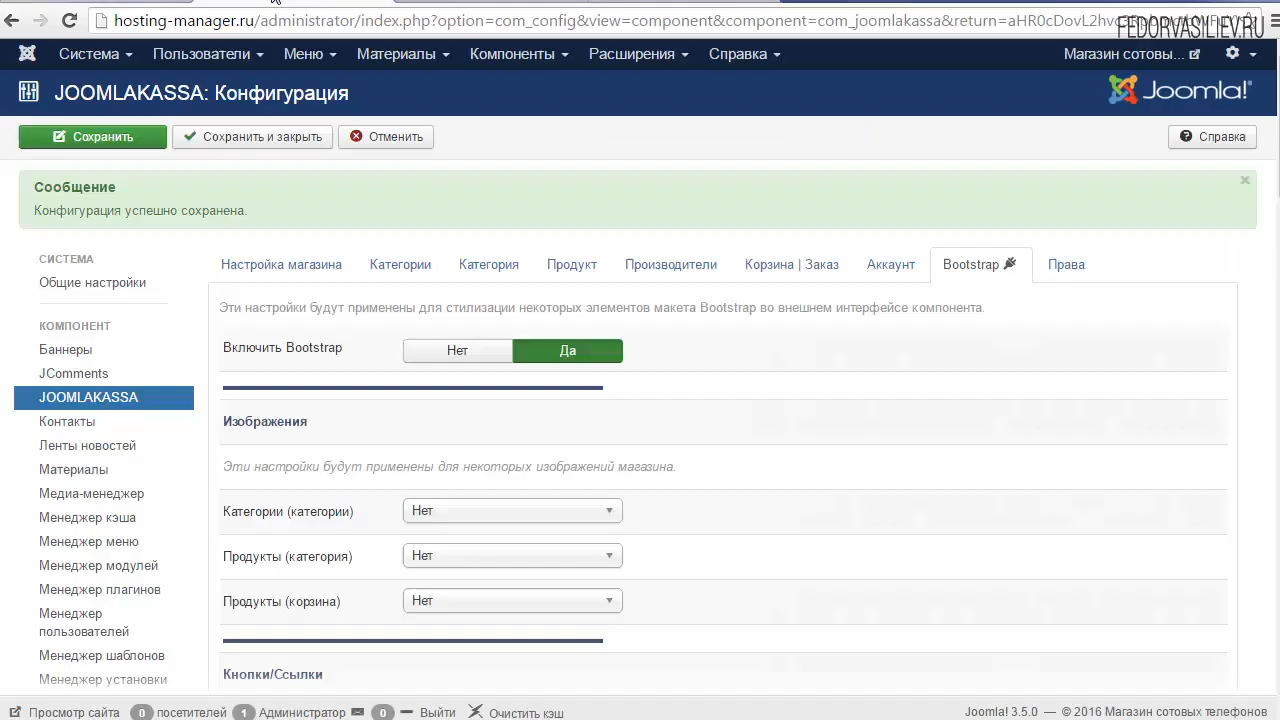 hosting-manager.ru/administrator/index.php?option=com_config&view=component&component=com_joomlakassa&return=aHR0cDovL2hvc
FEDORVASILIEV.RU
Система Пользователи Меню Материалы Компоненты Расширения Справка Магазин сотовы...
JOOMLAKASSA: Конфигурация Joomla!®
Сохранить Сохранить и закрыть Отменить Справка
Сообщение
Конфигурация успешно сохранена.
СИСТЕМА
Общие настройки
КОМПОНЕНТ
Баннеры
JComments
JOOMLAKASSA
Контакты
Ленты новостей
Материалы
Медиа-менеджер
Менеджер кэша
Менеджер меню
Менеджер модулей
Менеджер плагинов
Менеджер
пользователей
Менеджер шаблонов
Менеджер установки
Настройка магазина Категории Категория Продукт Производители Корзина | Заказ Аккаунт Bootstrap Права
Эти настройки будут применены для стилизации некоторых элементов макета Bootstrap во внешнем интерфейсе компонента.
Включить Bootstrap Нет Да
Изображения
Эти настройки будут применены для некоторых изображений магазина.
Категории (категории) Нет
Продукты (категория) Нет
Продукты (корзина) Нет
Кнопки/Ссылки
Просмотр сайта 0 посетителей 1 Администратор 0 Выйти Очистить кэш Joomla! 3.5.0 — © 2016 Магазин сотовых телефонов